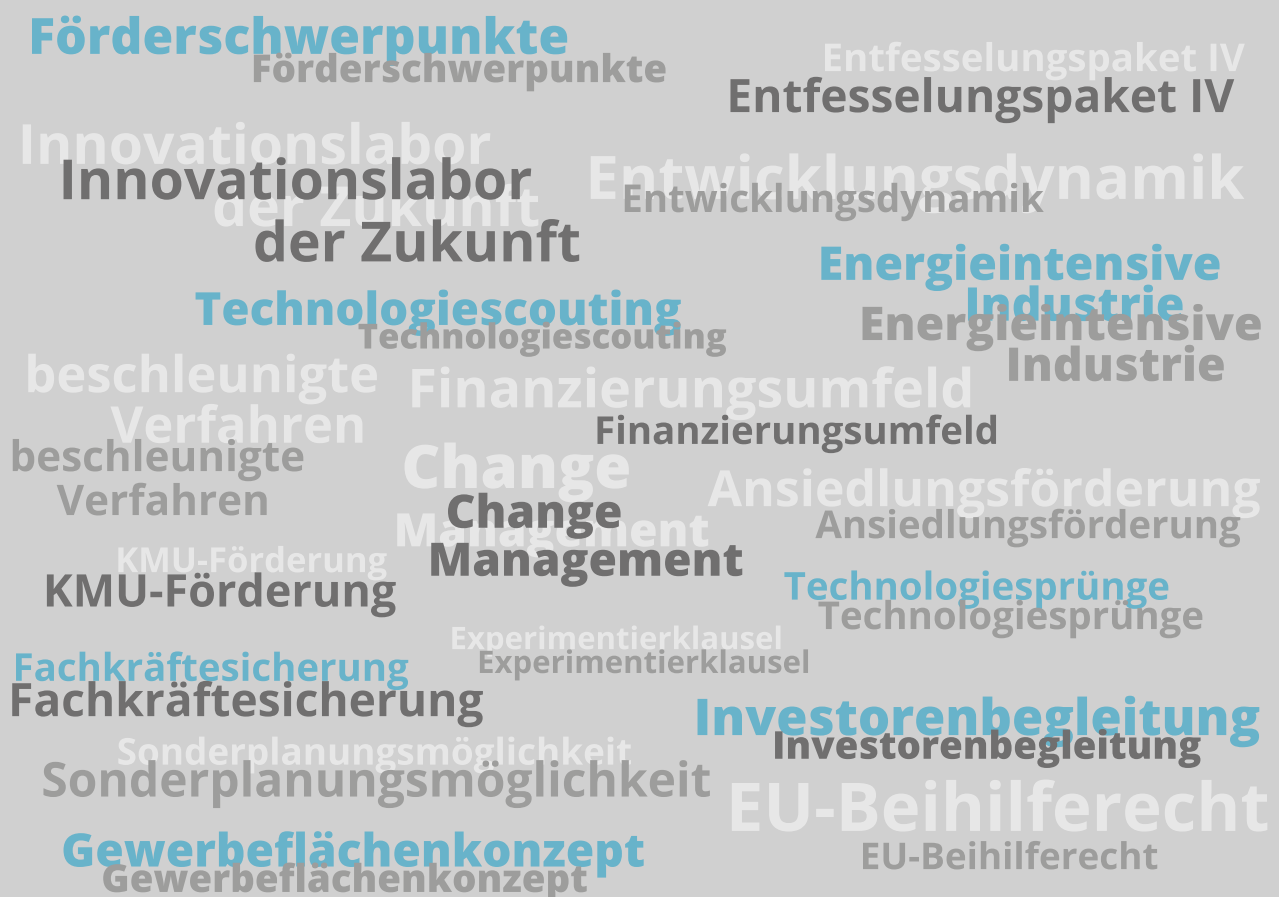 Förderschwerpunkte
Förderschwerpunkte
Entfesselungspaket IV
Entfesselungspaket IV
Innovationslabor
der Zukunft
Innovationslabor
der Zukunft
Entwicklungsdynamik
Entwicklungsdynamik
Energieintensive
Industrie
Energieintensive
Industrie
Technologiescouting
Technologiescouting
beschleunigte
Verfahren
beschleunigte
Verfahren
Finanzierungsumfeld
Finanzierungsumfeld
Change
Management
Change
Management
Ansiedlungsförderung
Ansiedlungsförderung
KMU-Förderung
KMU-Förderung
Technologiesprünge
Technologiesprünge
Experimentierklausel
Experimentierklausel
Fachkräftesicherung
Fachkräftesicherung
Investorenbegleitung
Investorenbegleitung
Sonderplanungsmöglichkeit
Sonderplanungsmöglichkeit
EU-Beihilferecht
EU-Beihilferecht
Gewerbeflächenkonzept
Gewerbeflächenkonzept